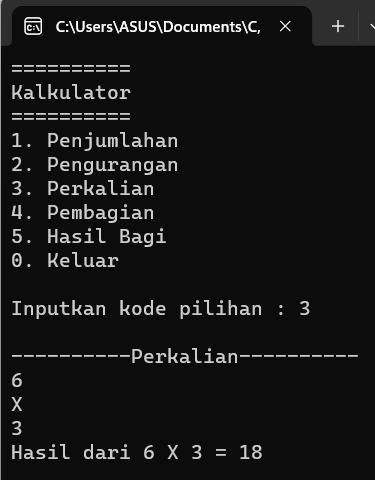 C:\Users\ASUS\Documents\C,
==========
Kalkulator
==========
1. Penjumlahan
2. Pengurangan
3. Perkalian
4. Pembagian
5. Hasil Bagi
0. Keluar
Inputkan kode pilihan : 3
----------Perkalian----------
6
X
3
Hasil dari 6 X 3 = 18